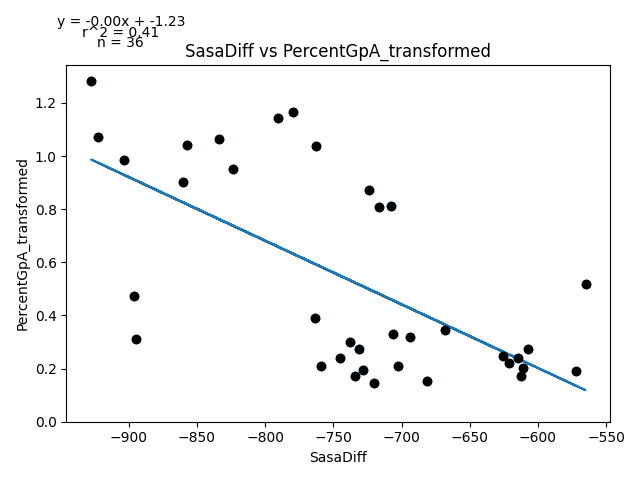 y = -0.00x + -1.23
r^2 = 0.41
n = 36
SasaDiff vs PercentGpA_transformed
PercentGpA_transformed
1.2
1.0
0.8
0.6
0.4
0.2
0.0
−900 −850 −800 −750 −700 −650 −600 −550
SasaDiff